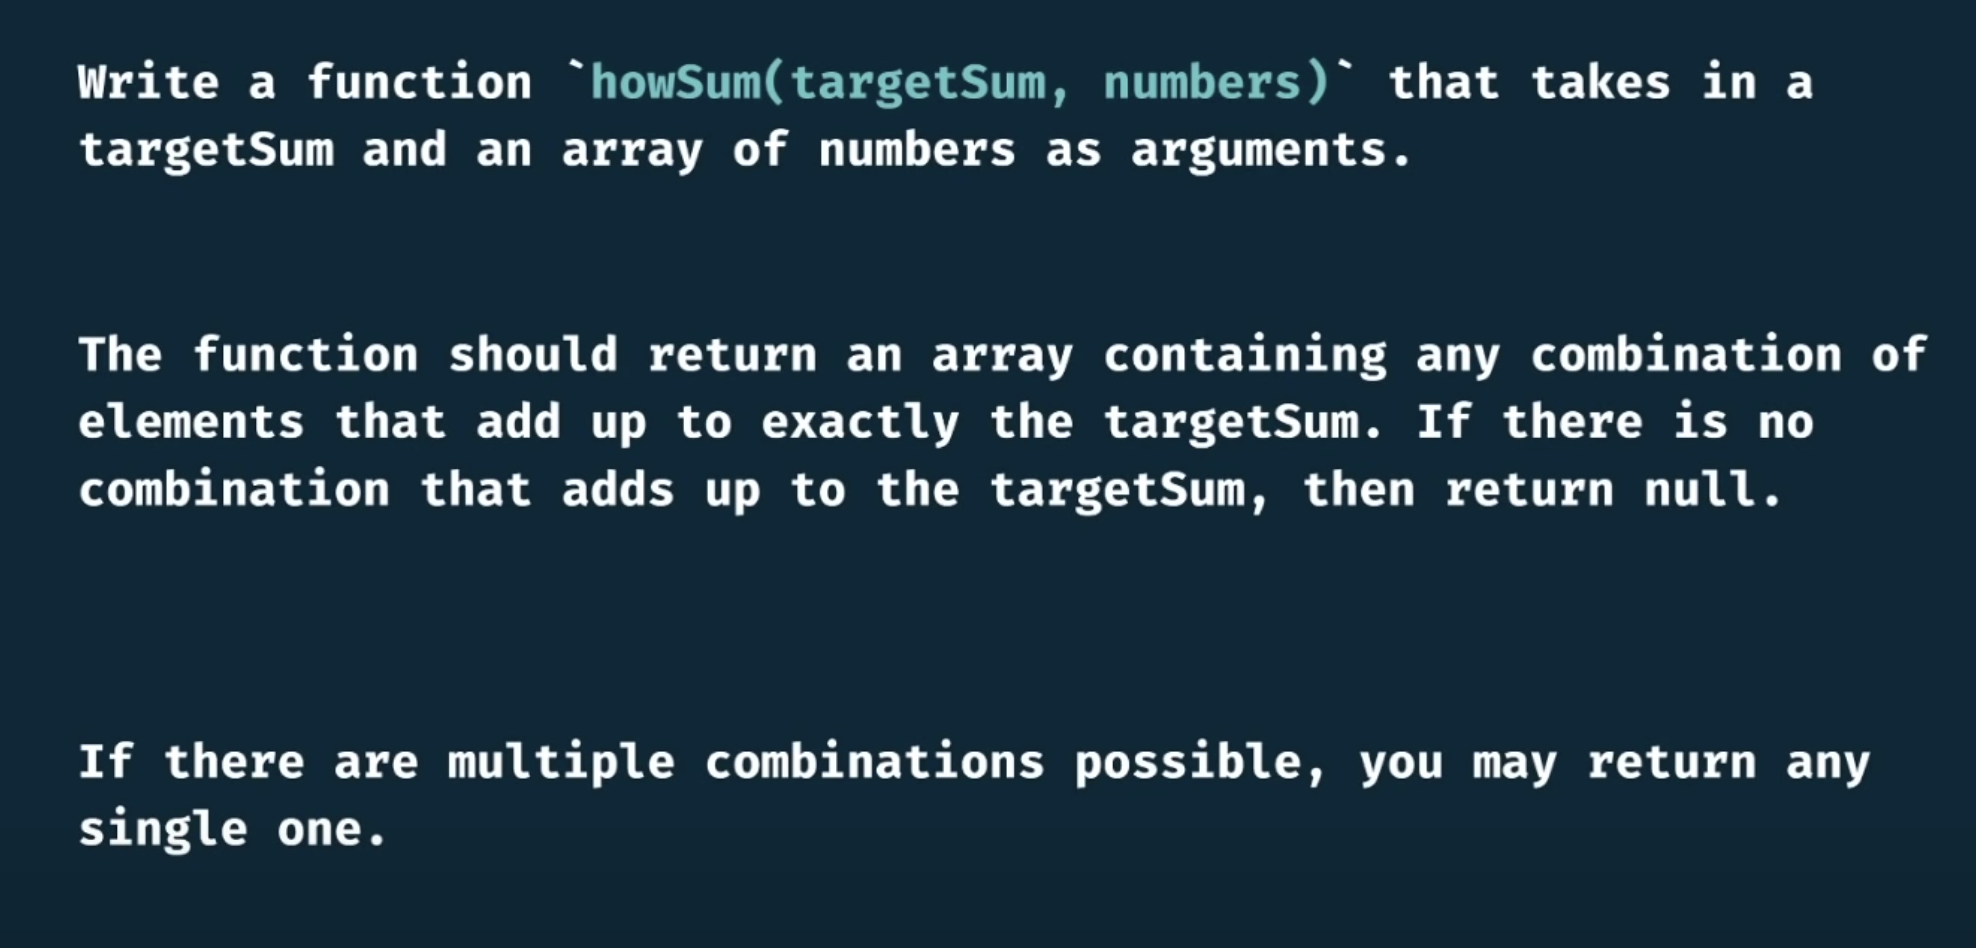 Write a function `howSum(targetSum, numbers)` that takes in a
targetSum and an array of numbers as arguments.
The function should return an array containing any combination of
elements that add up to exactly the targetSum. If there is no
combination that adds up to the targetSum, then return null.
If there are multiple combinations possible, you may return any
single one.